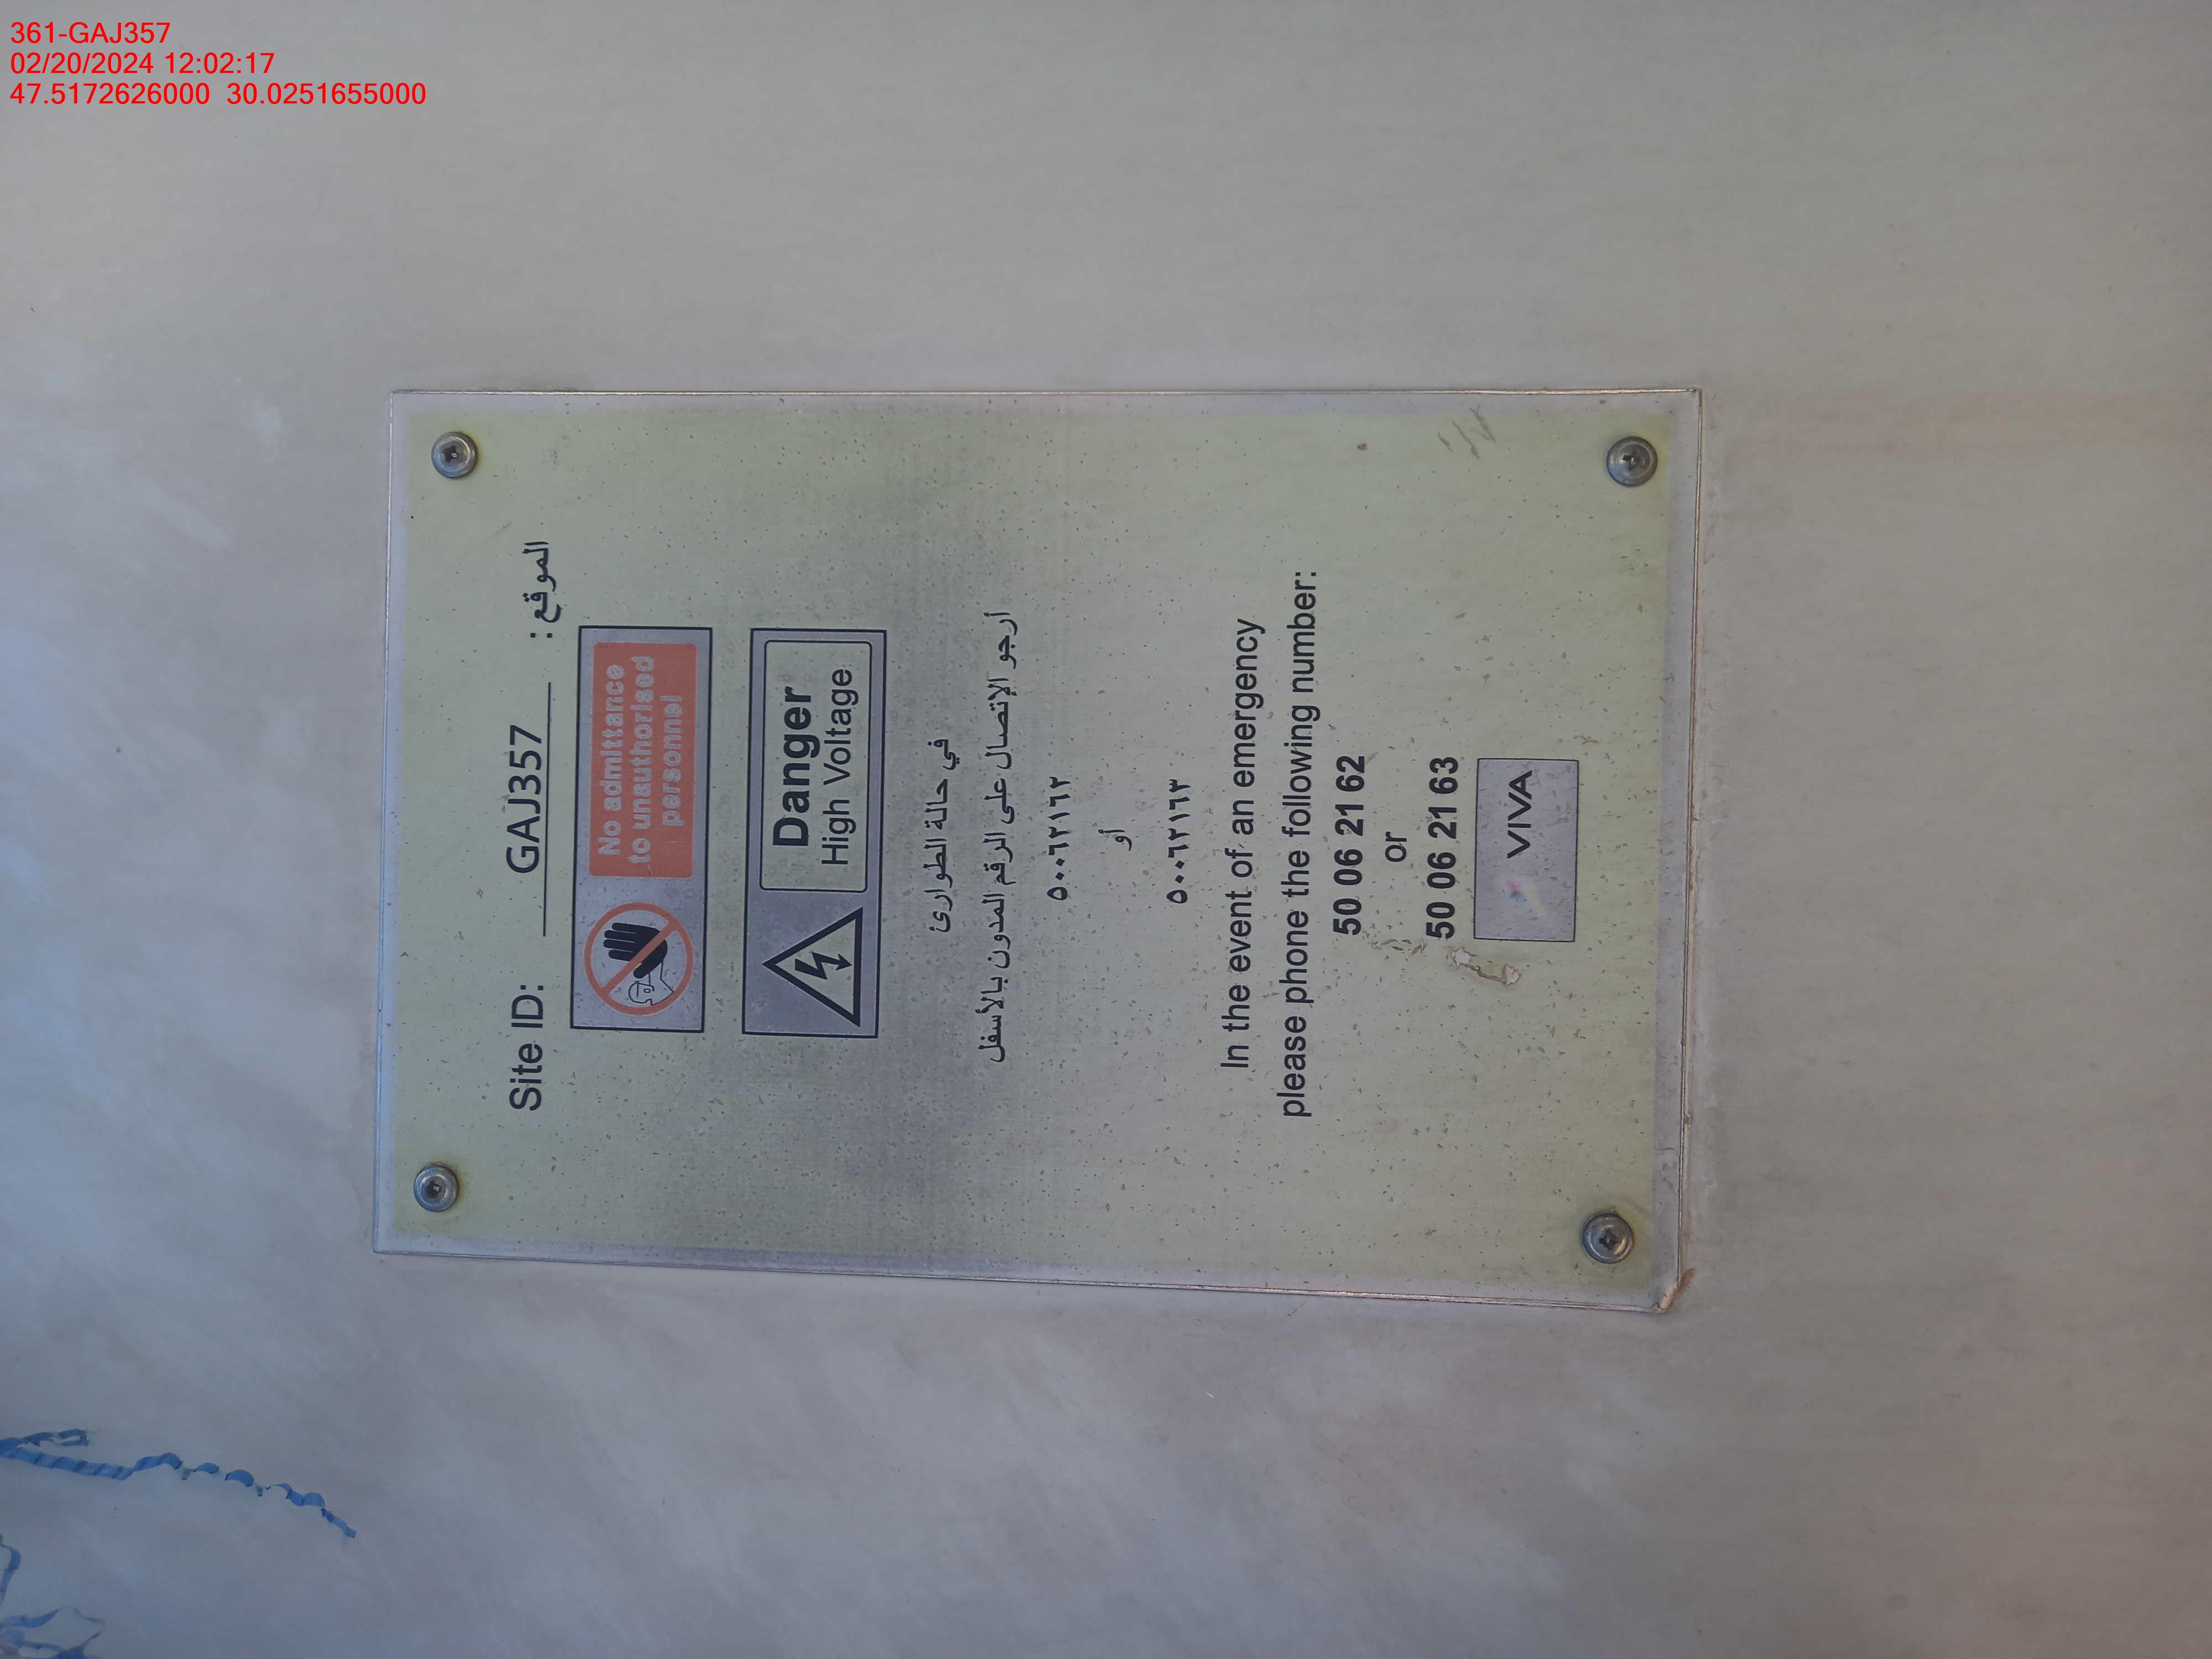 361-GAJ357
02/20/2024 12:02:17
47.5172626000 30.0251655000
Site ID: GAJ357 الموقع :
No admittance
to unauthorised
personnel
Danger
High Voltage
في حالة الطوارئ
أرجو الإتصال على الرقم المدون بالأسفل
٥٠٠٦٢١٦٢
أو
٥٠٠٦٢١٦٣
In the event of an emergency
please phone the following number:
50 06 21 62
or
50 06 21 63
VIVA